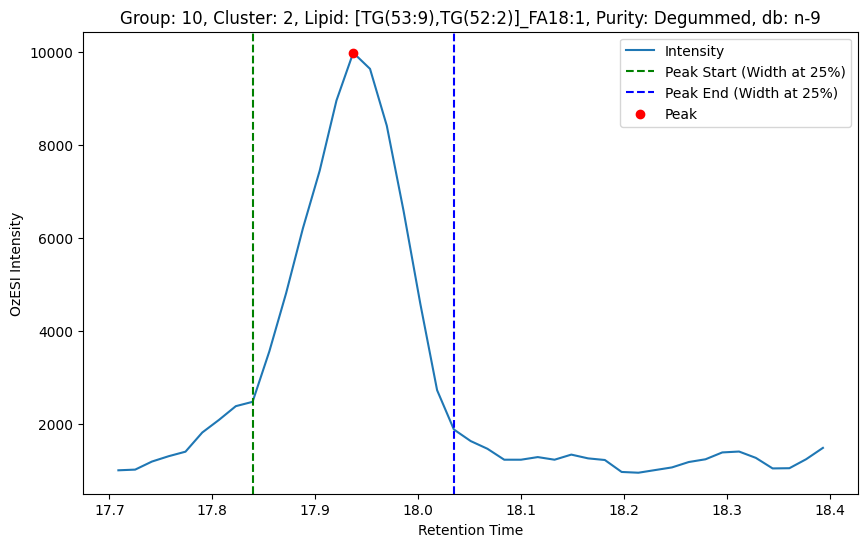 Group: 10, Cluster: 2, Lipid: [TG(53:9),TG(52:2)]_FA18:1, Purity: Degummed, db: n-9
Intensity
Peak Start (Width at 25%)
Peak End (Width at 25%)
Peak
10000
8000
6000
4000
2000
OzESI Intensity
17.7
17.8
17.9
18.0
18.1
18.2
18.3
18.4
Retention Time